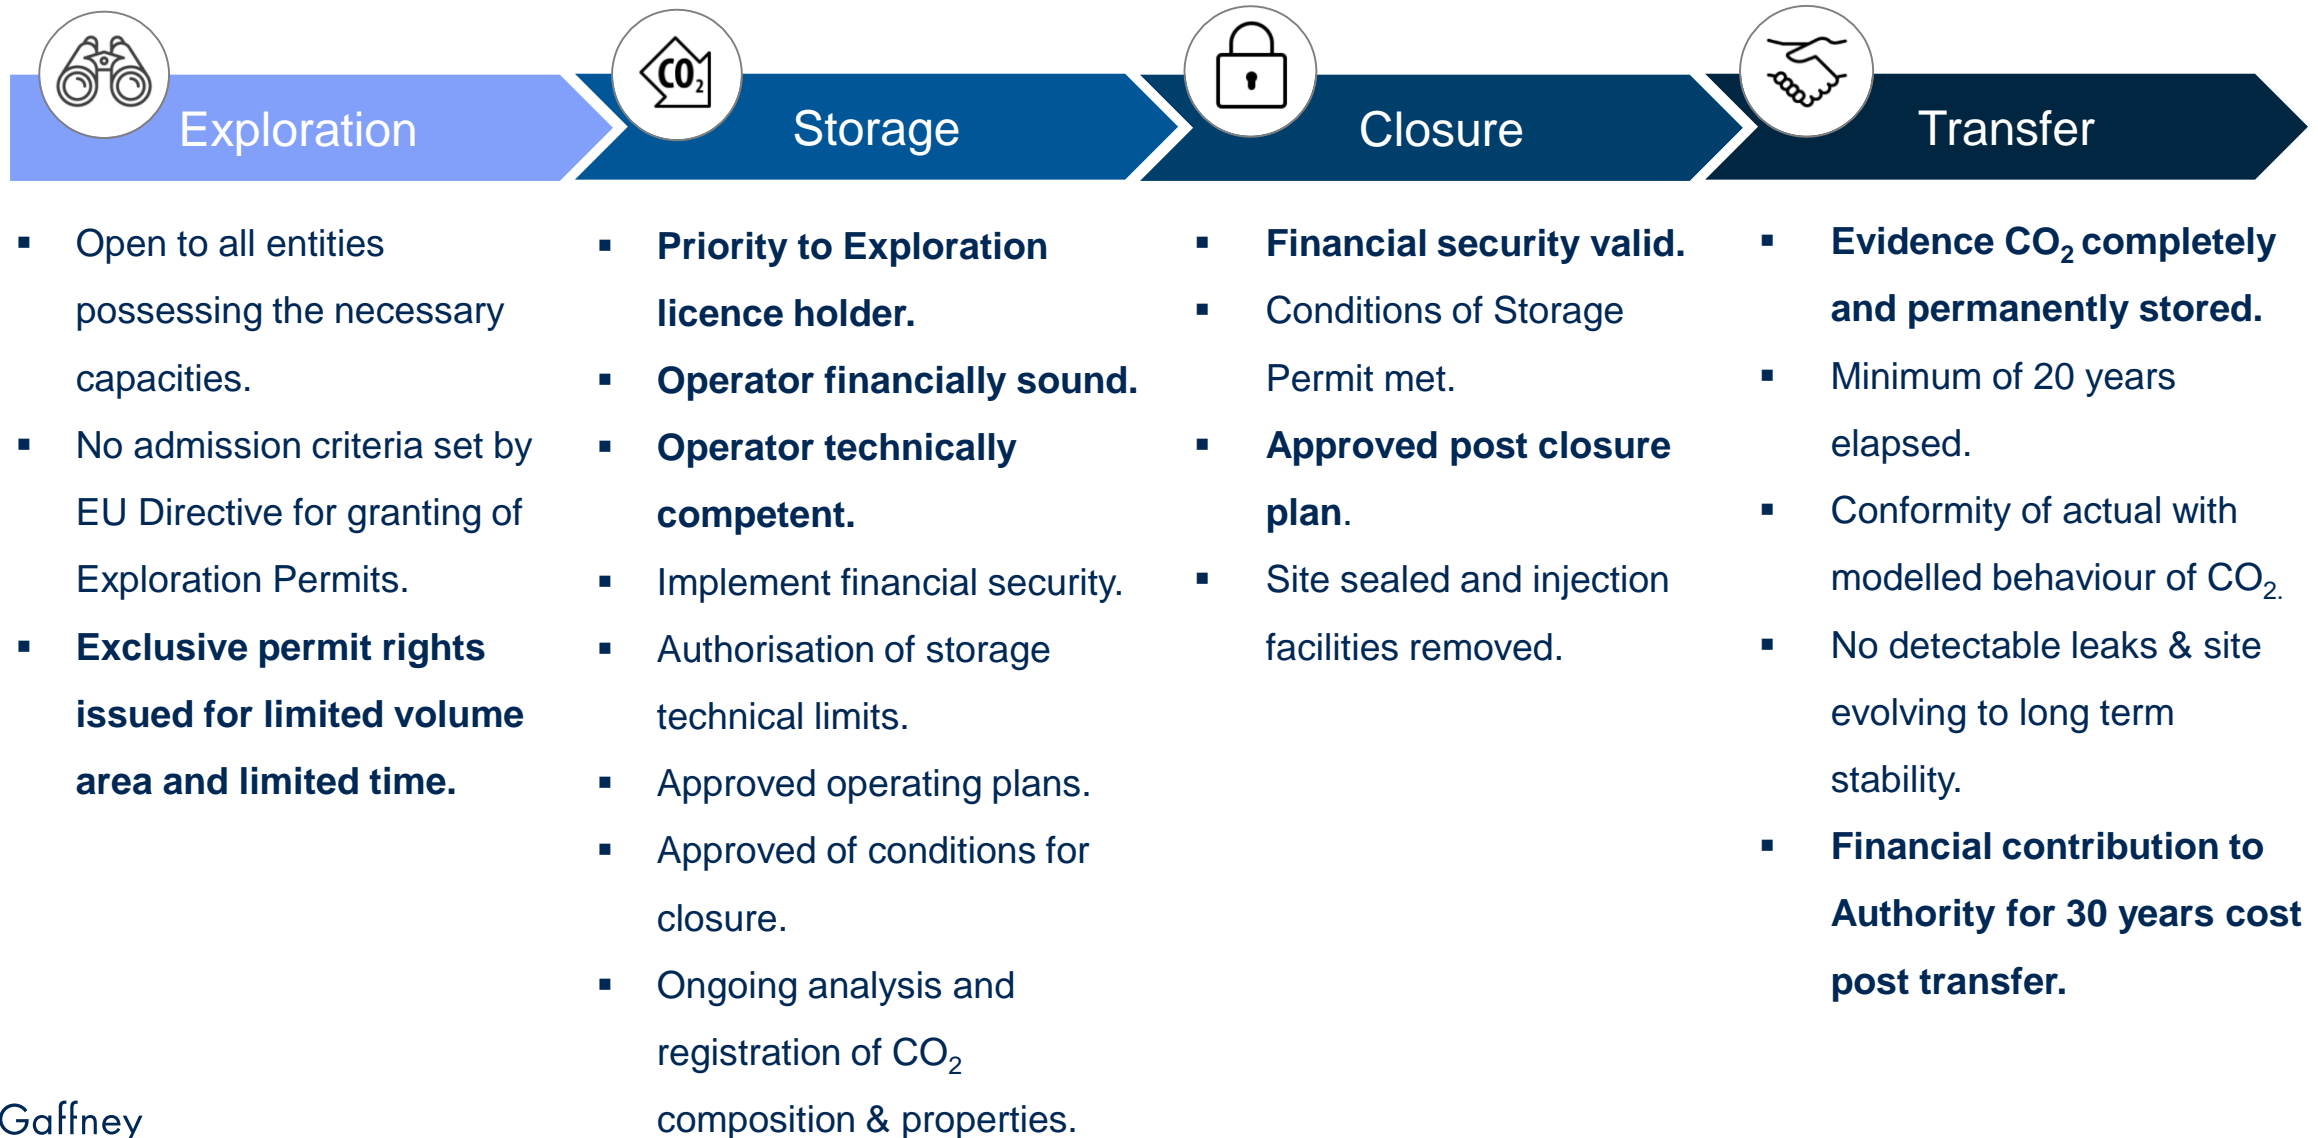 CO2
Exploration
Storage
Closure
Transfer
▪ Open to all entities
possessing the necessary
capacities.
▪ No admission criteria set by
EU Directive for granting of
Exploration Permits.
▪ Exclusive permit rights
issued for limited volume
area and limited time.
▪ Priority to Exploration
licence holder.
▪ Operator financially sound.
▪ Operator technically
competent.
▪ Implement financial security.
▪ Authorisation of storage
technical limits.
▪ Approved operating plans.
▪ Approved of conditions for
closure.
▪ Ongoing analysis and
registration of CO2
composition & properties.
▪ Financial security valid.
▪ Conditions of Storage
Permit met.
▪ Approved post closure
plan.
▪ Site sealed and injection
facilities removed.
▪ Evidence CO2 completely
and permanently stored.
▪ Minimum of 20 years
elapsed.
▪ Conformity of actual with
modelled behaviour of CO2.
▪ No detectable leaks & site
evolving to long term
stability.
▪ Financial contribution to
Authority for 30 years cost
post transfer.
Gaffney